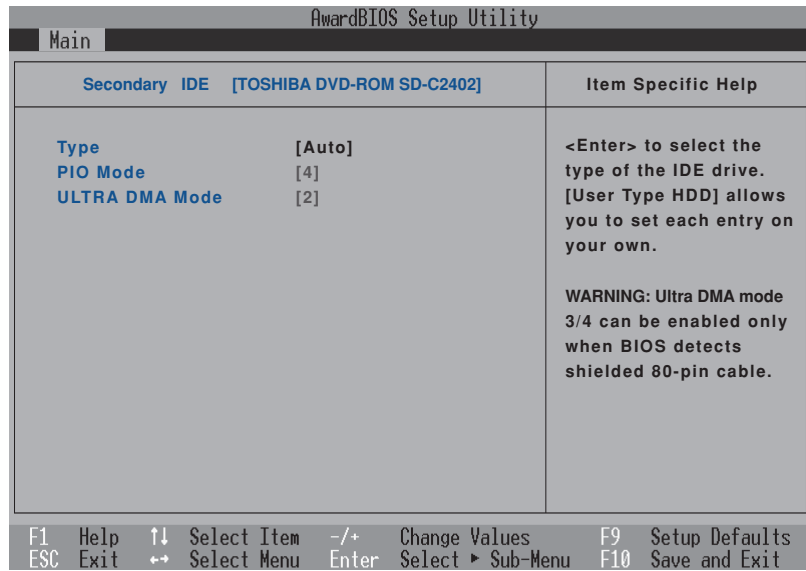 AwardBIOS Setup Utility
Main
Secondary IDE [TOSHIBA DVD-ROM SD-C2402]
Item Specific Help
Type [Auto]
PIO Mode [4]
ULTRA DMA Mode [2]
<Enter> to select the
type of the IDE drive.
[User Type HDD] allows
you to set each entry on
your own.
WARNING: Ultra DMA mode
3/4 can be enabled only
when BIOS detects
shielded 80-pin cable.
F1 Help ↑↓ Select Item -/+ Change Values F9 Setup Defaults
ESC Exit ←→ Select Menu Enter Select ▶ Sub-Menu F10 Save and Exit